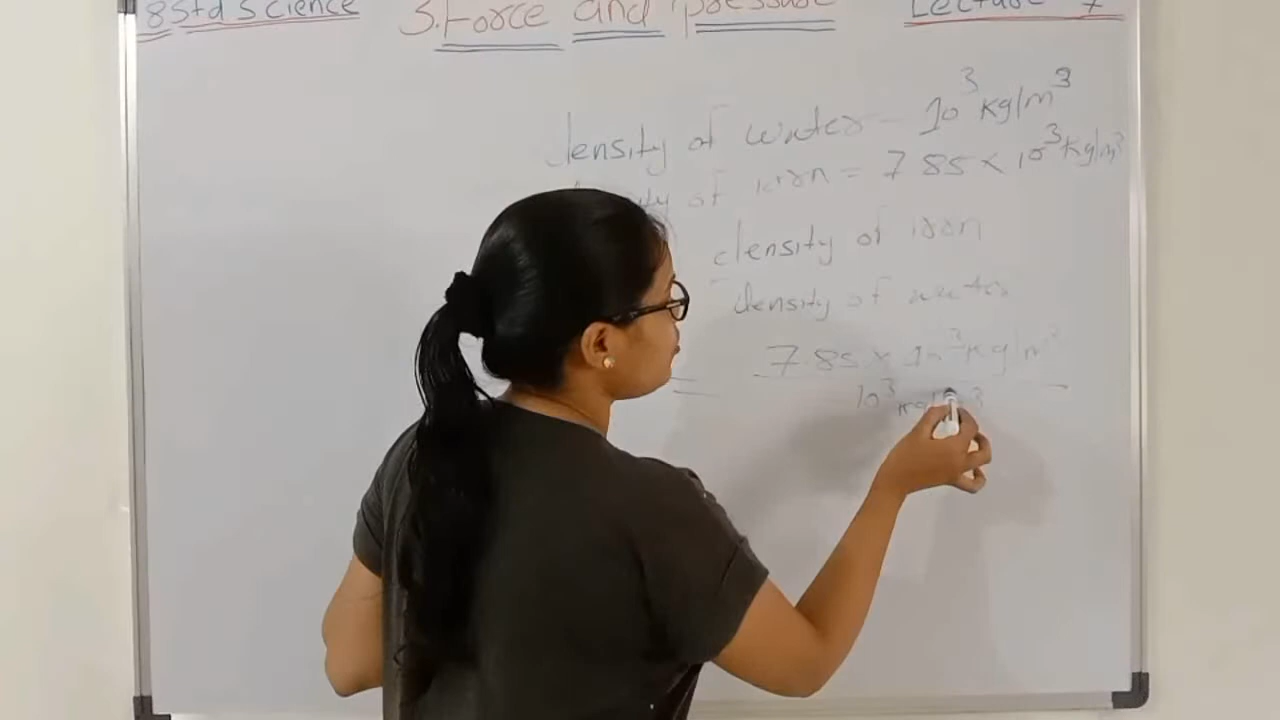 8Std Science 3. Force and pressure Lecture 7
density of water = 10³ kg/m³
density of iron = 7.85 × 10³ kg/m³
density of iron
density of water
= 7.85 × 10³ kg/m³
10³ kg/m³